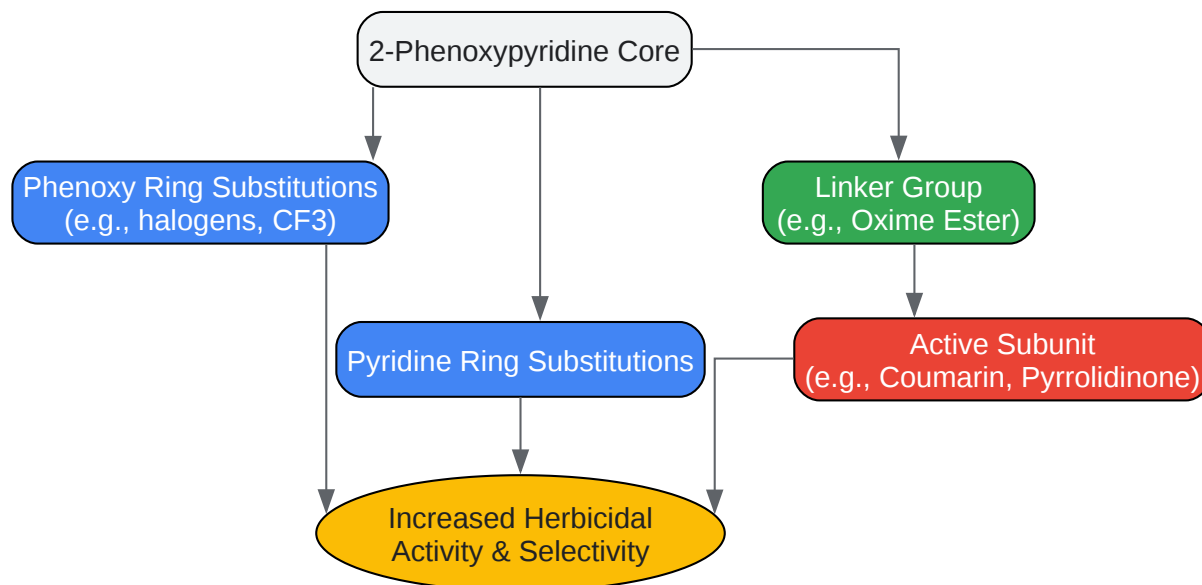 2-Phenoxypyridine Core
Phenoxy Ring Substitutions
(e.g., halogens, CF3)
Linker Group
(e.g., Oxime Ester)
Pyridine Ring Substitutions
Active Subunit
(e.g., Coumarin, Pyrrolidinone)
Increased Herbicidal
Activity & Selectivity